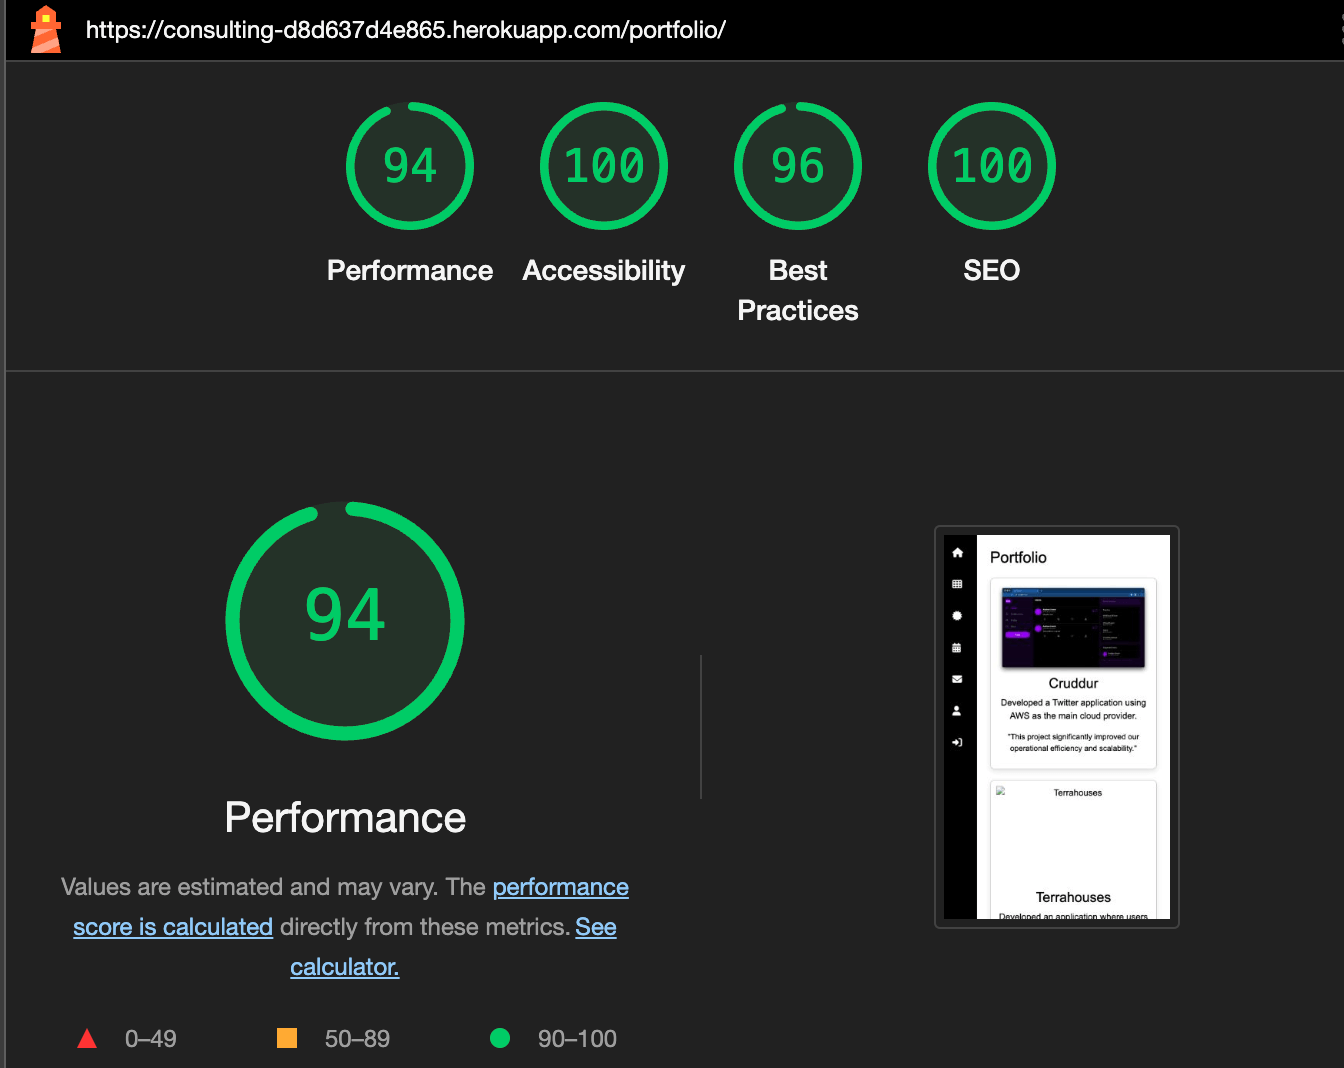 https://consulting-d8d637d4e865.herokuapp.com/portfolio/
94
100
96
100
Performance
Accessibility
Best
Practices
SEO
94
Performance
Values are estimated and may vary. The performance
score is calculated directly from these metrics. See
calculator.
0–49
50–89
90–100
Portfolio
Cruddur
Developed a Twitter application using
AWS as the main cloud provider.
"This project significantly improved our
operational efficiency and scalability."
Terrahouses
Terrahouses
Developed an application where users